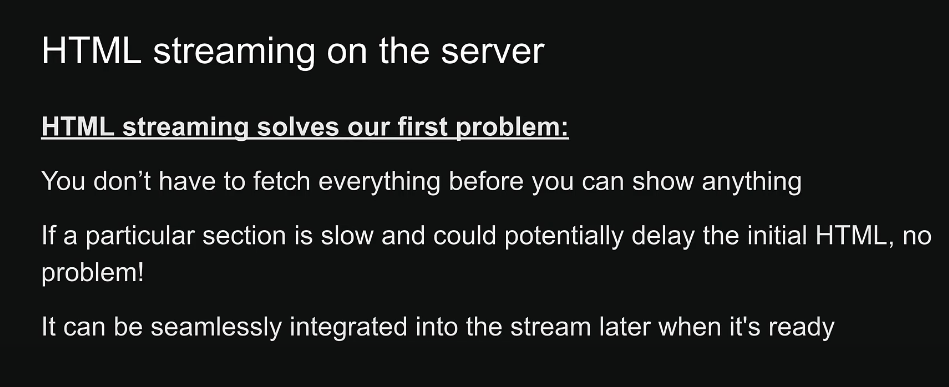 HTML streaming on the server
HTML streaming solves our first problem:
You don’t have to fetch everything before you can show anything
If a particular section is slow and could potentially delay the initial HTML, no
problem!
It can be seamlessly integrated into the stream later when it's ready